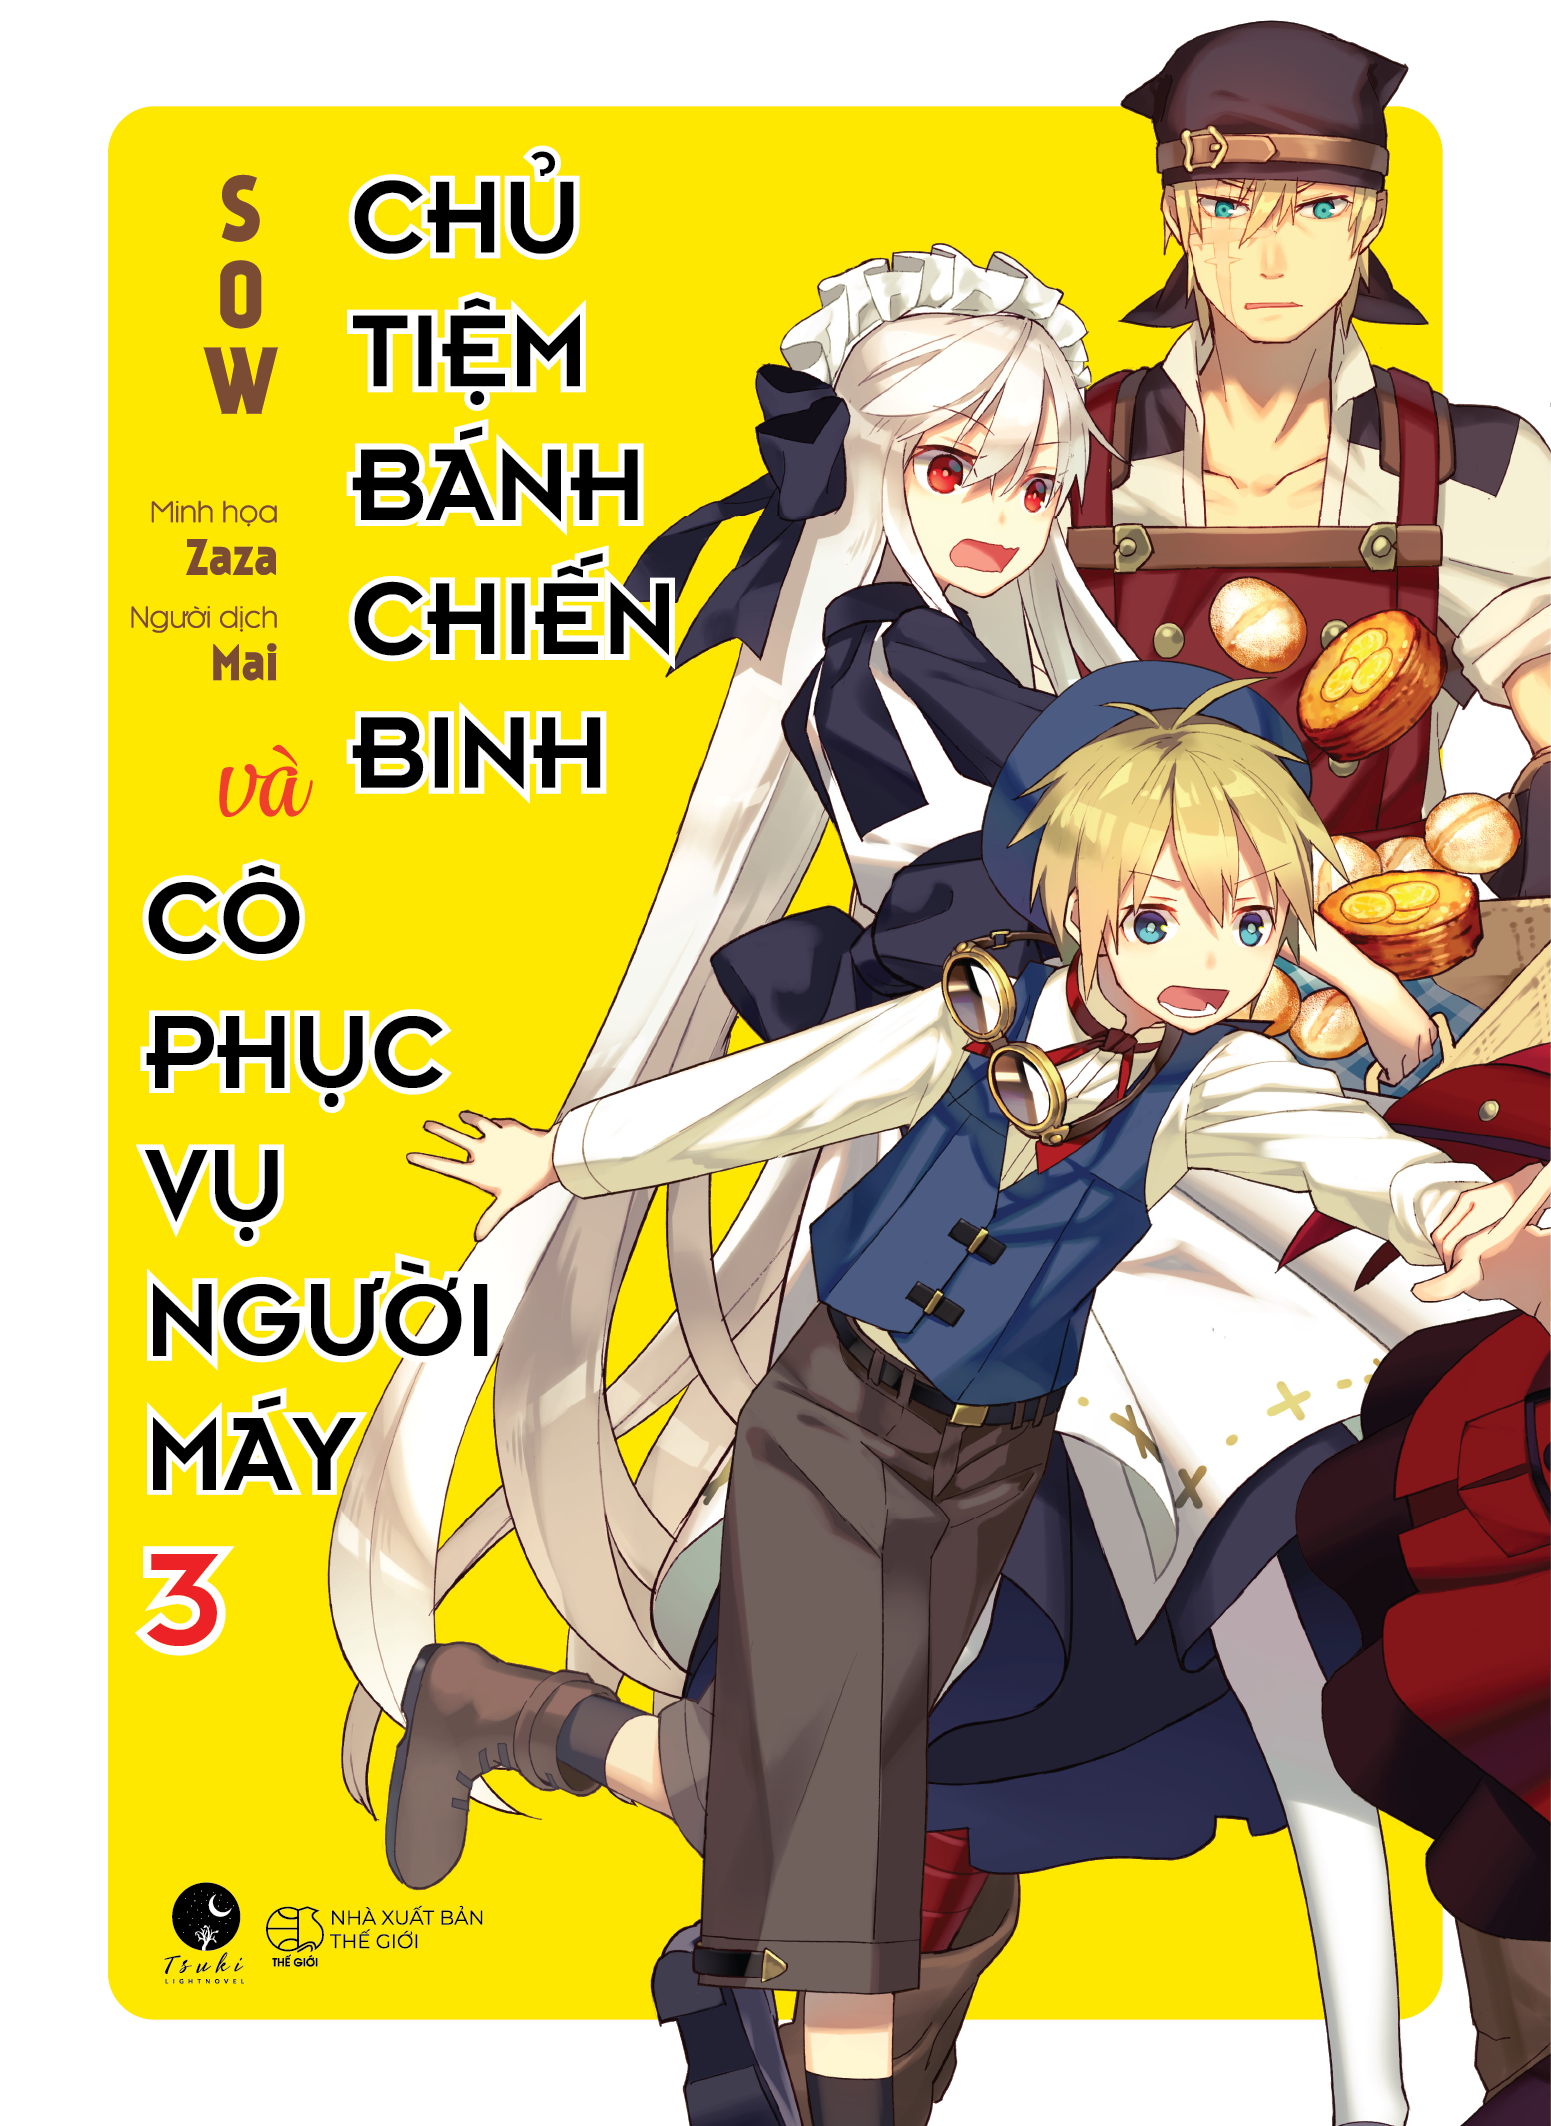 SOW
Minh họa
Zaza
Người dịch
Mai
CHỦ
TIỆM
BÁNH
CHIẾN
BINH
và
CÔ
PHỤC
VỤ
NGƯỜI
MÁY
3
Tsuki
LIGHTNOVEL
THẾ GIỚI
NHÀ XUẤT BẢN
THẾ GIỚI